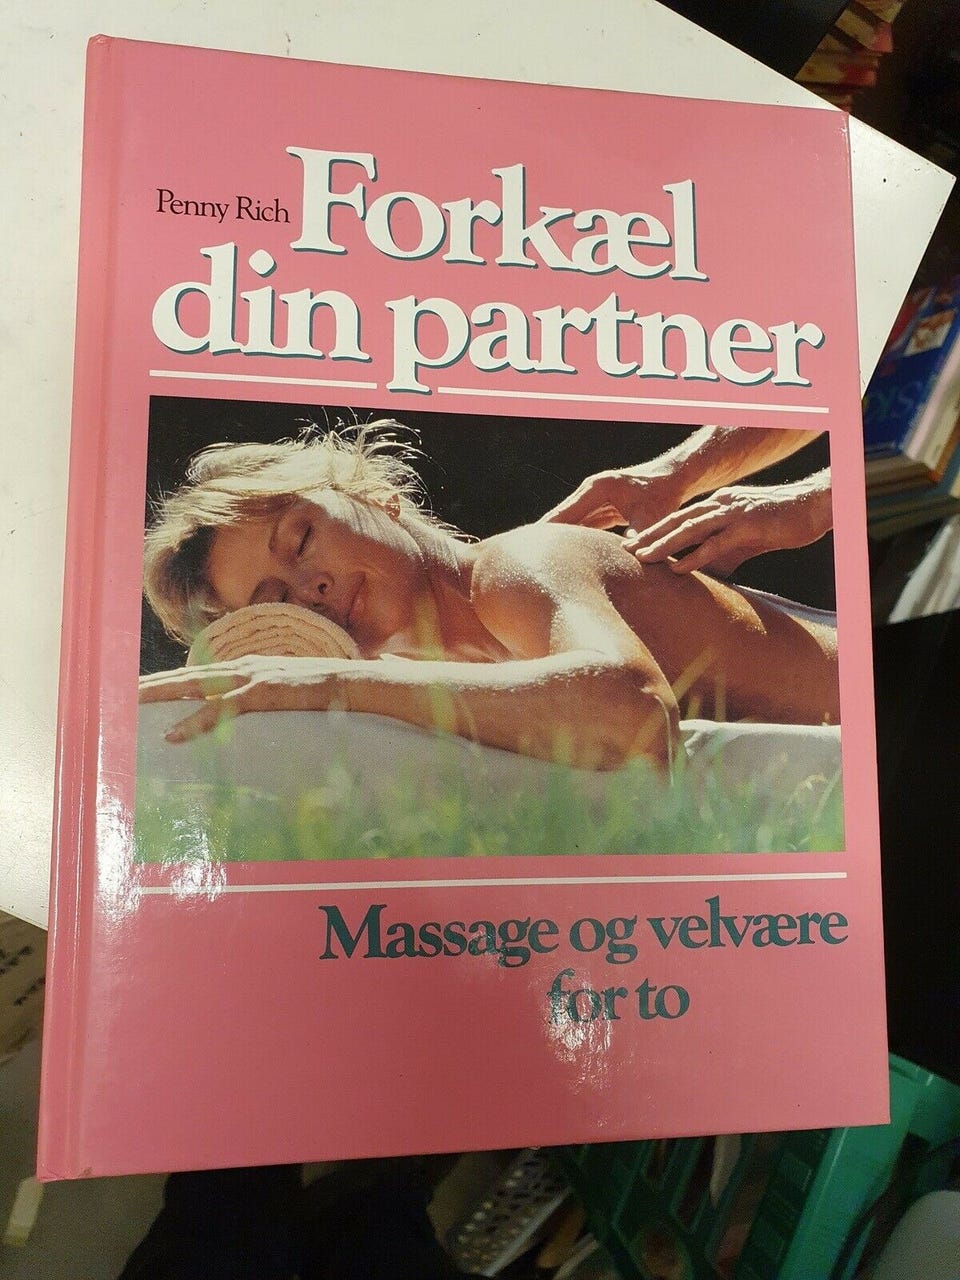 Penny Rich
Forkæl
din partner
Massage og velvære
for to